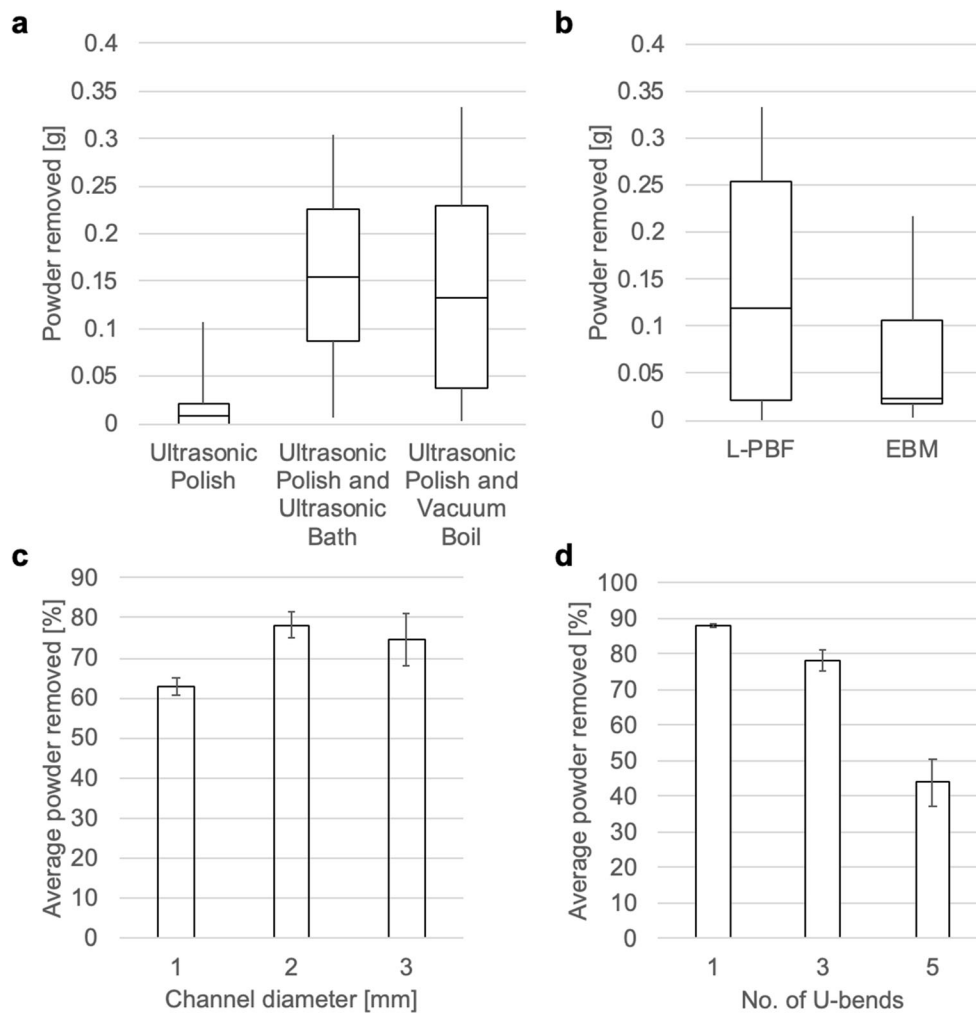 a
Powder removed [g]
0.4
0.35
0.3
0.25
0.2
0.15
0.1
0.05
0
Ultrasonic
Polish
Ultrasonic
Polish and
Ultrasonic
Bath
Ultrasonic
Polish and
Vacuum
Boil
b
Powder removed [g]
0.4
0.35
0.3
0.25
0.2
0.15
0.1
0.05
0
L-PBF
EBM
c
Average powder removed [%]
90
80
70
60
50
40
30
20
10
0
1 2 3
Channel diameter [mm]
d
Average powder removed [%]
100
90
80
70
60
50
40
30
20
10
0
1 3 5
No. of U-bends